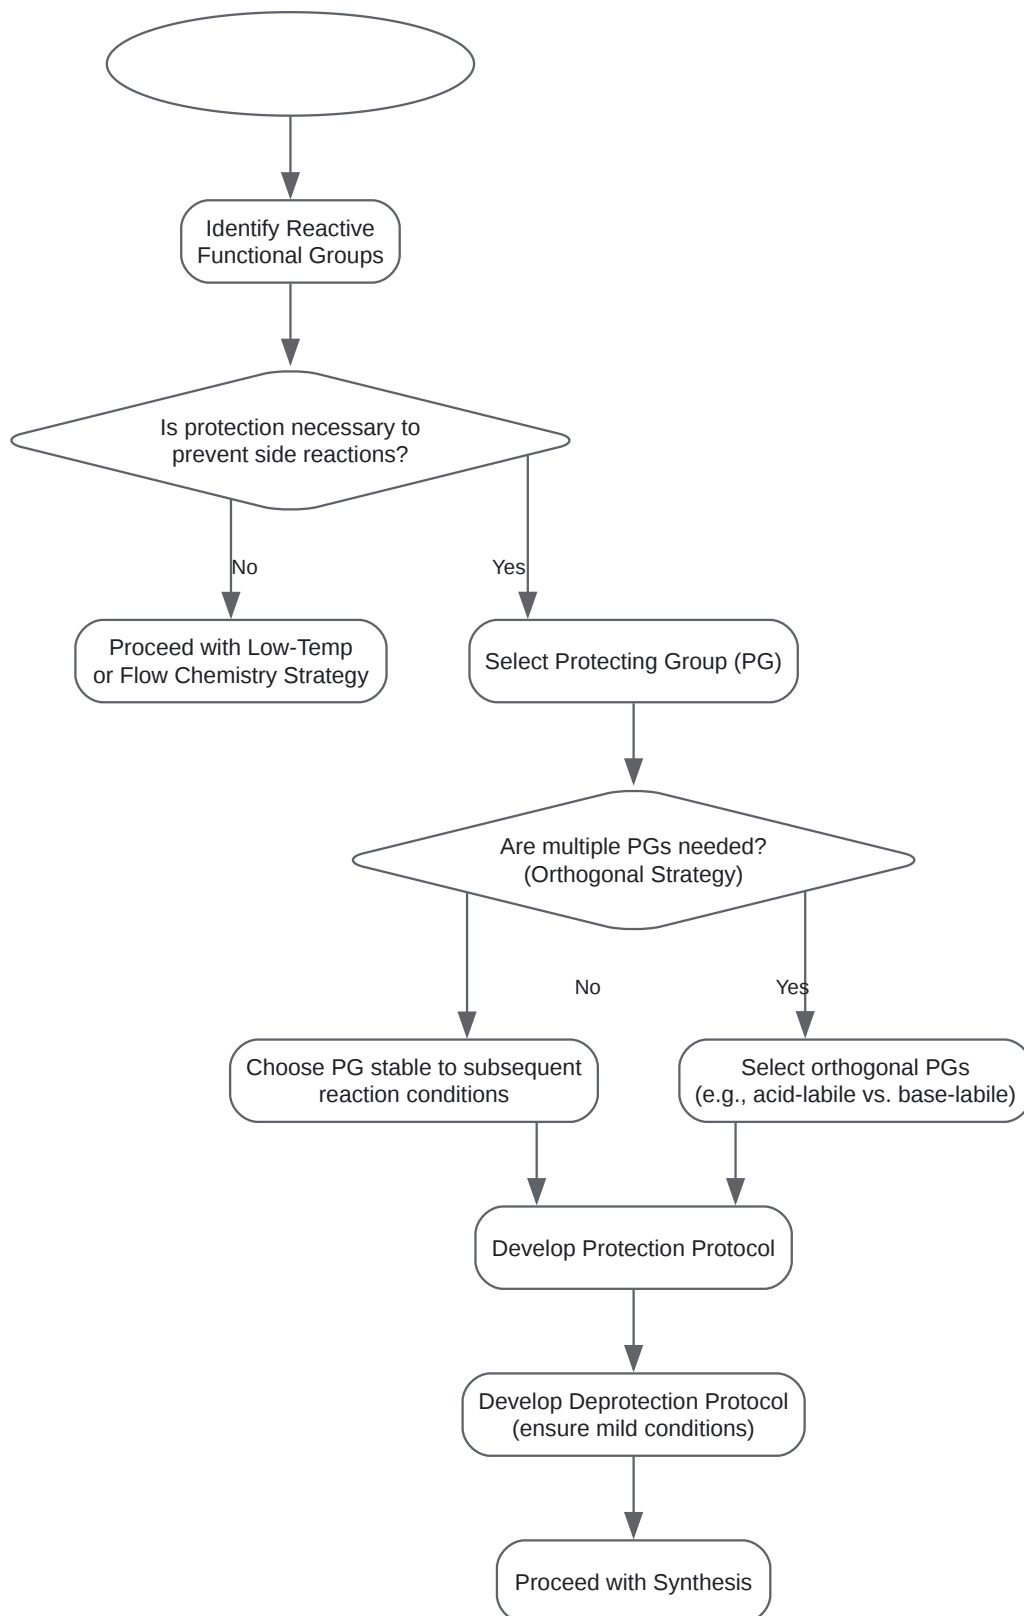 Identify Reactive
Functional Groups
Is protection necessary to
prevent side reactions?
No
Yes
Proceed with Low-Temp
or Flow Chemistry Strategy
Select Protecting Group (PG)
Are multiple PGs needed?
(Orthogonal Strategy)
No
Yes
Choose PG stable to subsequent
reaction conditions
Select orthogonal PGs
(e.g., acid-labile vs. base-labile)
Develop Protection Protocol
Develop Deprotection Protocol
(ensure mild conditions)
Proceed with Synthesis